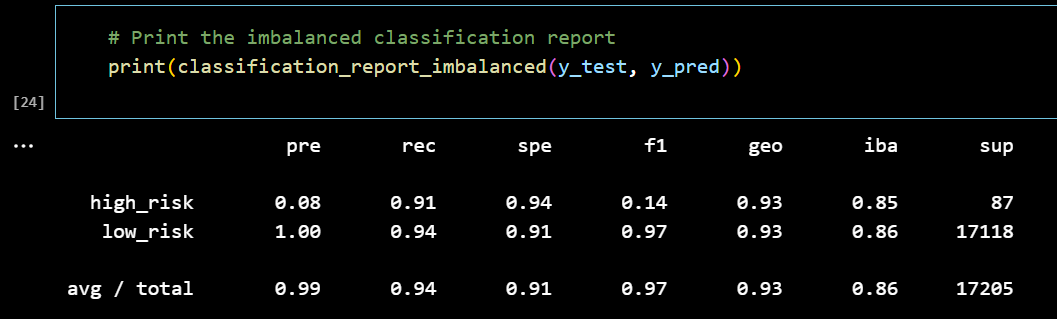 # Print the imbalanced classification report
print(classification_report_imbalanced(y_test, y_pred))
[24]
... pre rec spe f1 geo iba sup
high_risk 0.08 0.91 0.94 0.14 0.93 0.85 87
low_risk 1.00 0.94 0.91 0.97 0.93 0.86 17118
avg / total 0.99 0.94 0.91 0.97 0.93 0.86 17205